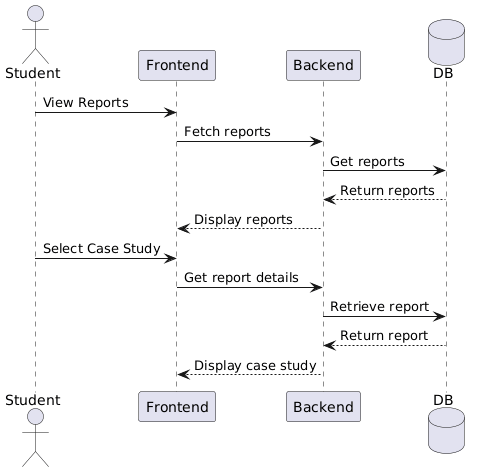 Student
Frontend
Backend
DB
View Reports
Fetch reports
Get reports
Return reports
Display reports
Select Case Study
Get report details
Retrieve report
Return report
Display case study
Student
Frontend
Backend
DB